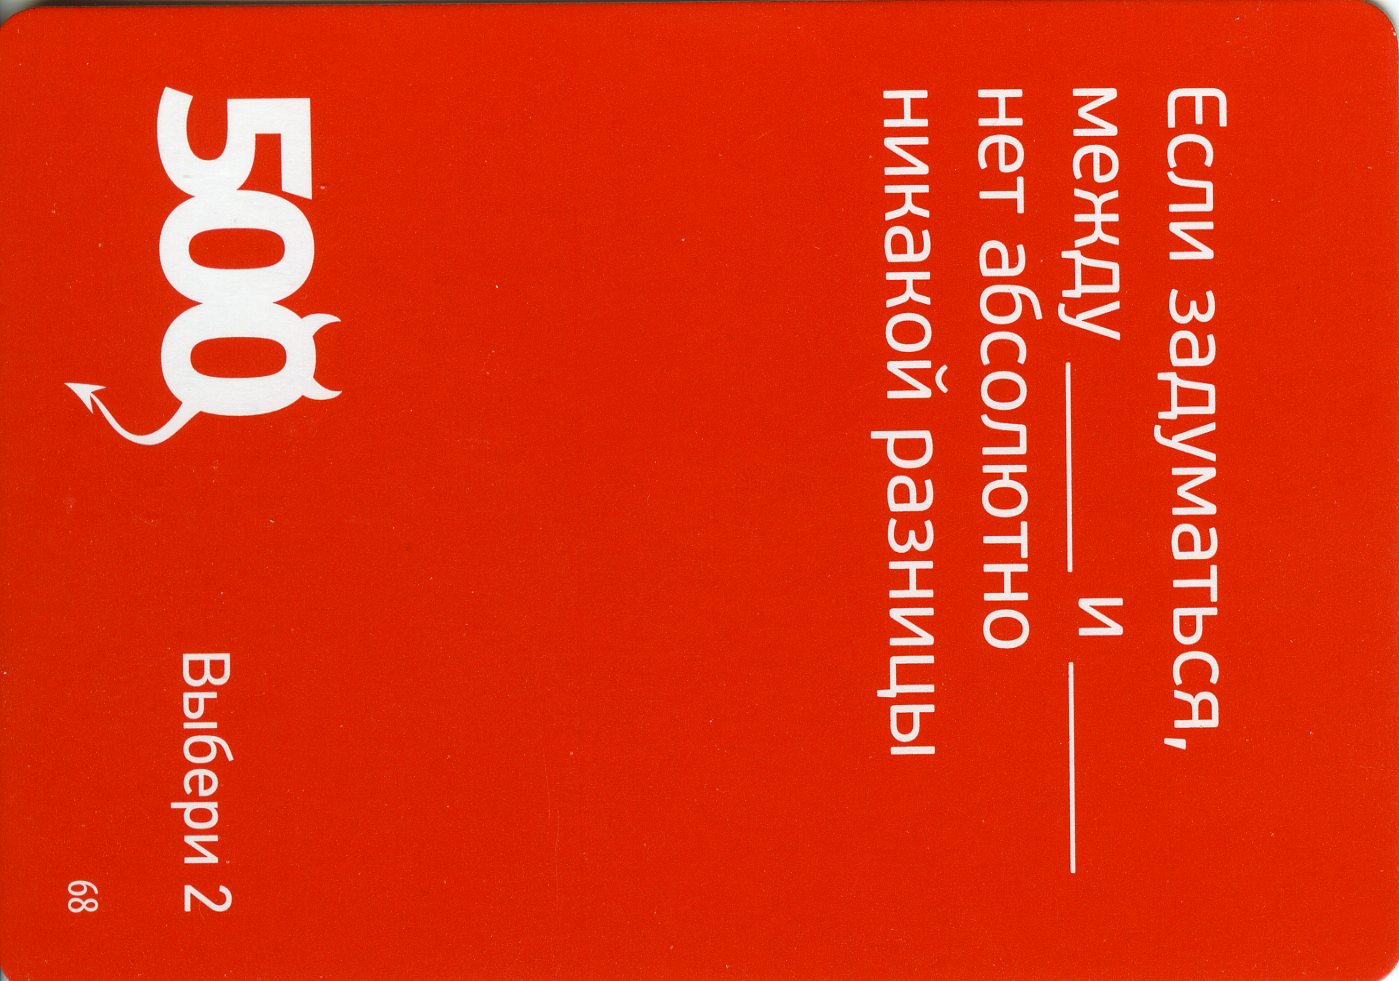 Если задуматься,
между ______ и ______
нет абсолютно
никакой разницы
500
Выбери 2
68